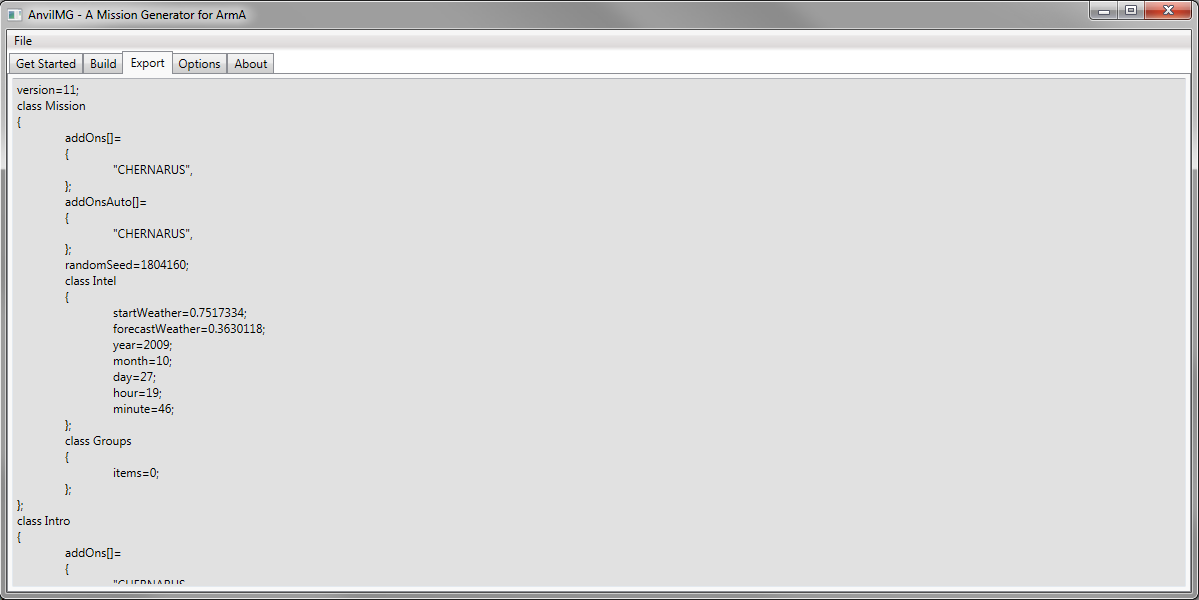 AnvilMG - A Mission Generator for ArmA
File
Get Started Build Export Options About
version=11;
class Mission
{
addOns[]=
{
"CHERNARUS",
};
addOnsAuto[]=
{
"CHERNARUS",
};
randomSeed=1804160;
class Intel
{
startWeather=0.7517334;
forecastWeather=0.3630118;
year=2009;
month=10;
day=27;
hour=19;
minute=46;
};
class Groups
{
items=0;
};
};
class Intro
{
addOns[]=
{
"CHERNARUS